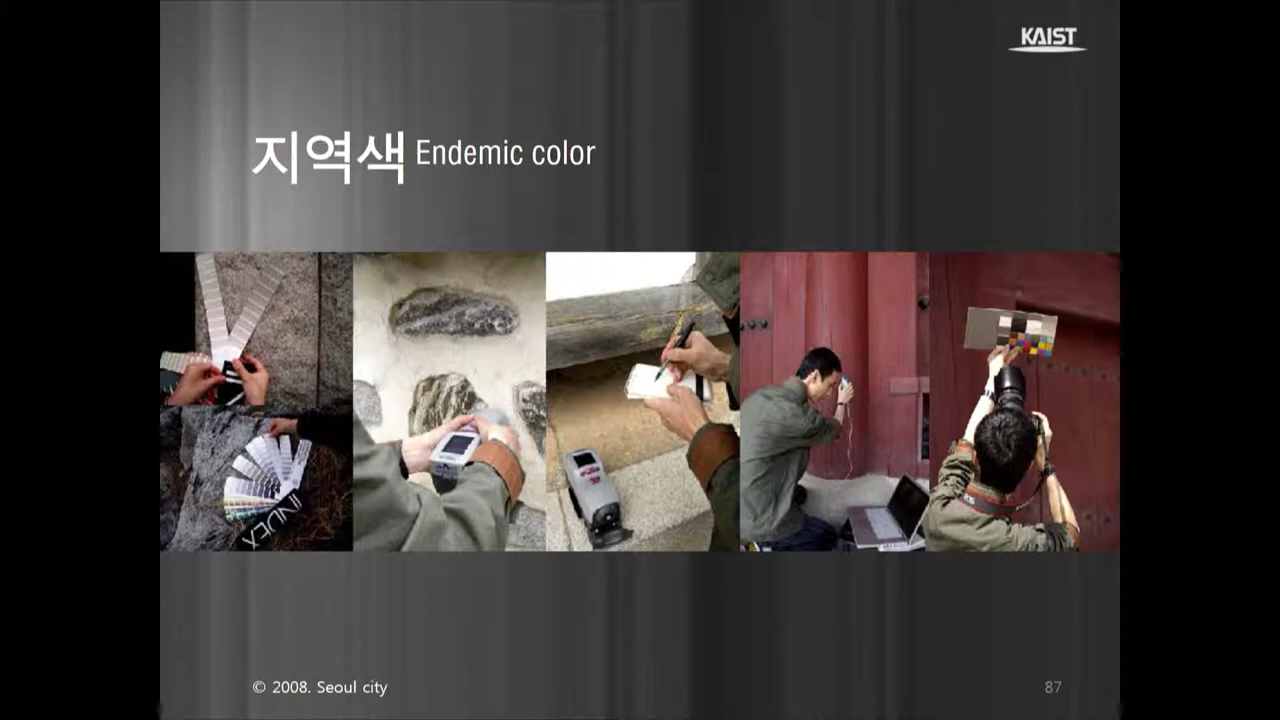 KAIST
지역색 Endemic color
INDEX
© 2008. Seoul city
87